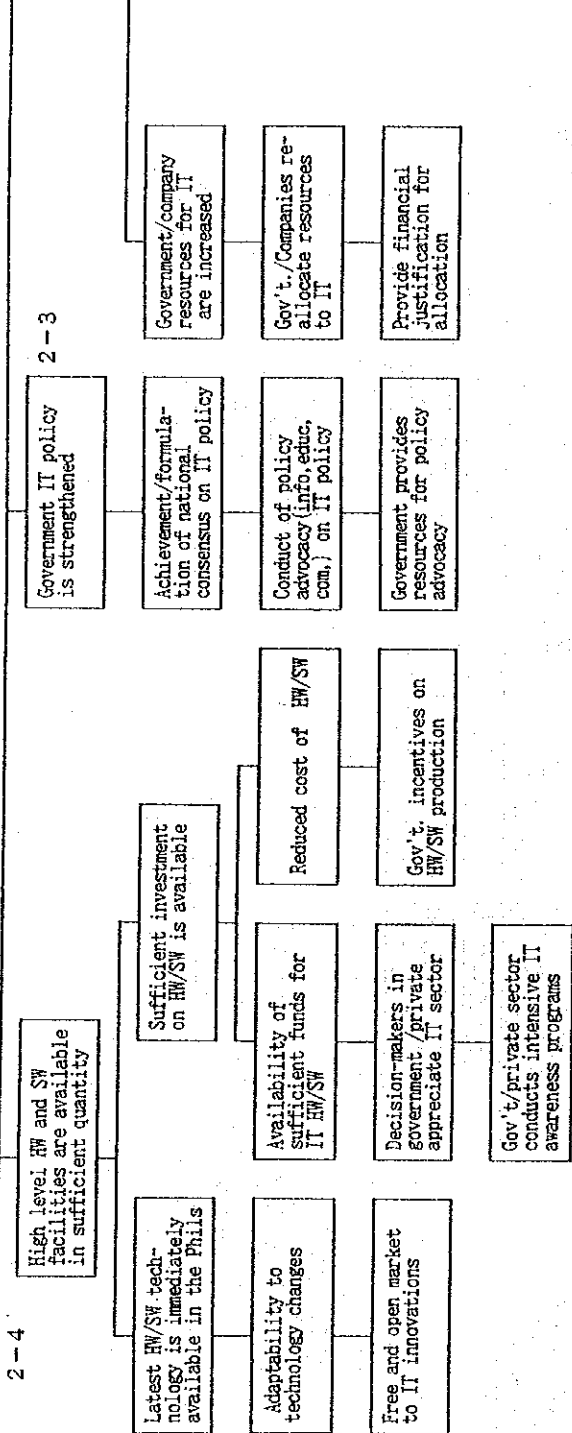 2-4
High level HW and SW
facilities are available
in sufficient quantity
Government IT policy
is strengthened
2-3
Latest HW/SW tech-
nology is immediately
available in the Phils
Sufficient investment
on HW/SW is available
Achievement/formula-
tion of national
consensus on IT policy
Government/company
resources for IT
are increased
Adaptability to
technology changes
Availability of
sufficient funds for
IT HW/SW
Reduced cost of HW/SW
Conduct of policy
advocacy(info,educ,
com,) on IT policy
Gov't./Companies re-
allocate resources
to IT
Free and open market
to IT innovations
Decision-makers in
government/private
appreciate IT sector
Gov't. incentives on
HW/SW production
Government provides
resources for policy
advocacy
Provide financial
justification for
allocation
Gov't/private sector
conducts intensive IT
awareness programs